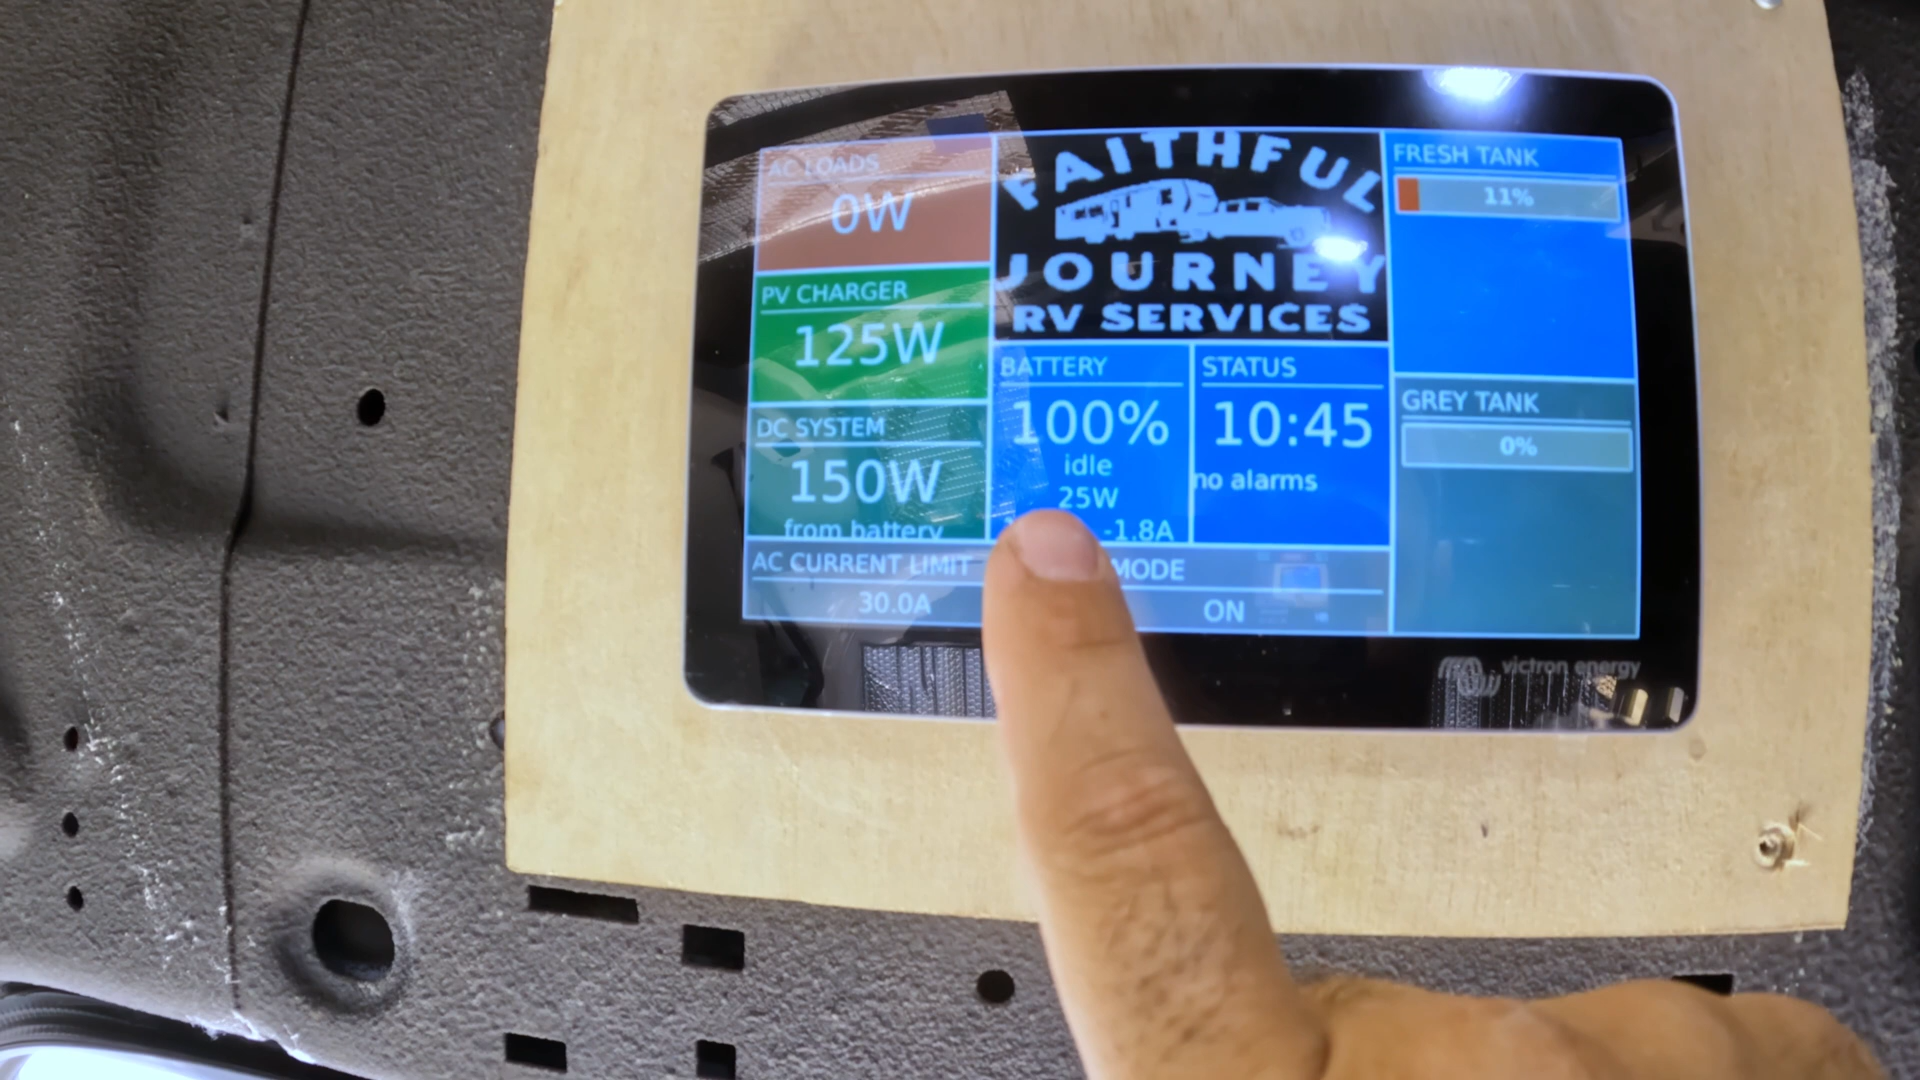 AC LOADS
0W
PV CHARGER
125W
DC SYSTEM
150W
from battery
FAITHFUL
JOURNEY
RV SERVICES
BATTERY
100%
idle
25W
-1.8A
STATUS
10:45
no alarms
AC CURRENT LIMIT
30.0A
MODE
ON
FRESH TANK
11%
GREY TANK
0%
victron energy